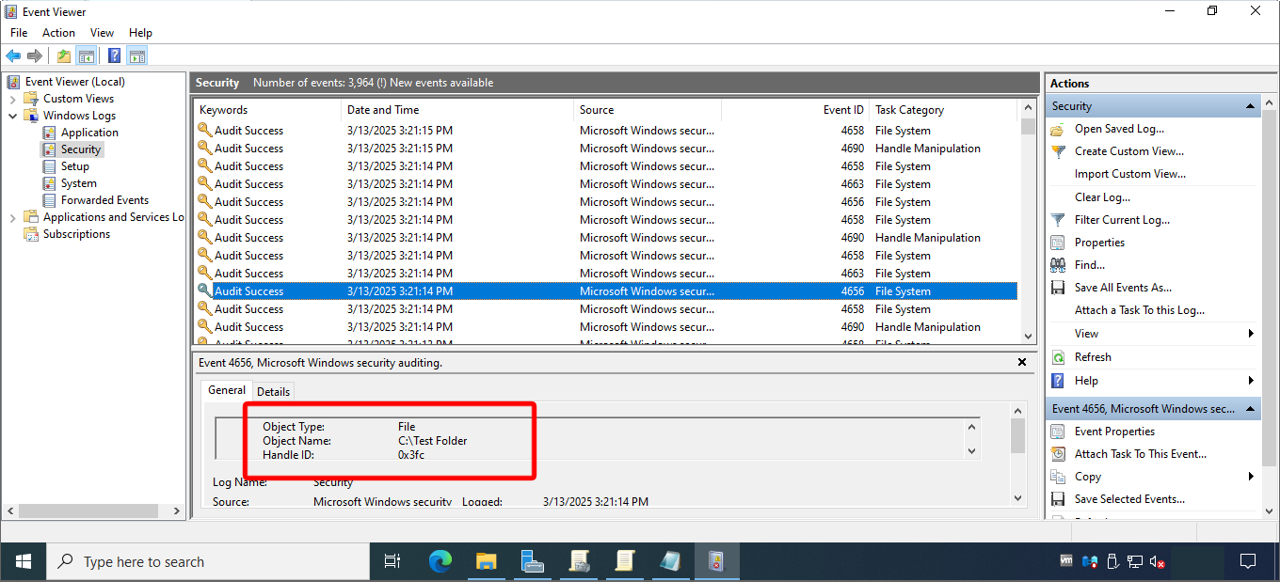 Event Viewer
File Action View Help
Event Viewer (Local)
Custom Views
Windows Logs
Application
Security
Setup
System
Forwarded Events
Applications and Services Lo
Subscriptions
Security Number of events: 3,964 (!) New events available
Keywords Date and Time Source Event ID Task Category
Audit Success 3/13/2025 3:21:15 PM Microsoft Windows secur... 4658 File System
Audit Success 3/13/2025 3:21:15 PM Microsoft Windows secur... 4690 Handle Manipulation
Audit Success 3/13/2025 3:21:14 PM Microsoft Windows secur... 4658 File System
Audit Success 3/13/2025 3:21:14 PM Microsoft Windows secur... 4663 File System
Audit Success 3/13/2025 3:21:14 PM Microsoft Windows secur... 4656 File System
Audit Success 3/13/2025 3:21:14 PM Microsoft Windows secur... 4658 File System
Audit Success 3/13/2025 3:21:14 PM Microsoft Windows secur... 4690 Handle Manipulation
Audit Success 3/13/2025 3:21:14 PM Microsoft Windows secur... 4658 File System
Audit Success 3/13/2025 3:21:14 PM Microsoft Windows secur... 4663 File System
Audit Success 3/13/2025 3:21:14 PM Microsoft Windows secur... 4656 File System
Audit Success 3/13/2025 3:21:14 PM Microsoft Windows secur... 4658 File System
Audit Success 3/13/2025 3:21:14 PM Microsoft Windows secur... 4690 Handle Manipulation
Event 4656, Microsoft Windows security auditing.
General Details
Object Type: File
Object Name: C:\Test Folder
Handle ID: 0x3fc
Log Name: Security
Source: Microsoft Windows security Logged: 3/13/2025 3:21:14 PM
Actions
Security
Open Saved Log...
Create Custom View...
Import Custom View...
Clear Log...
Filter Current Log...
Properties
Find...
Save All Events As...
Attach a Task To this Log...
View
Refresh
Help
Event 4656, Microsoft Windows sec...
Event Properties
Attach Task To This Event...
Copy
Save Selected Events...
Type here to search
vm